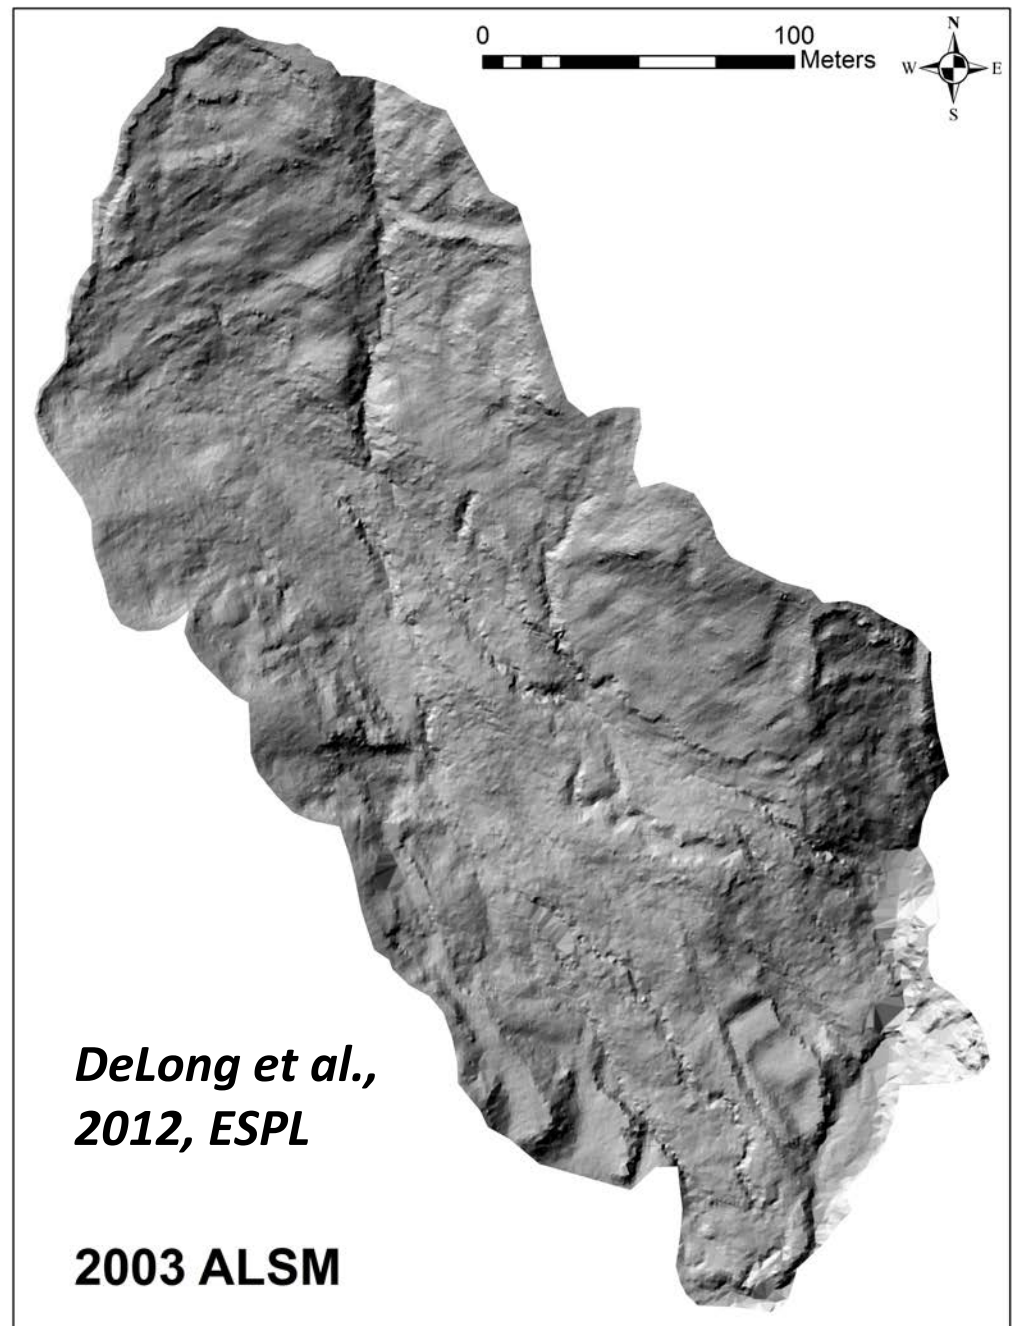 0 100
Meters
N
W E
S
DeLong et al.,
2012, ESPL
2003 ALSM